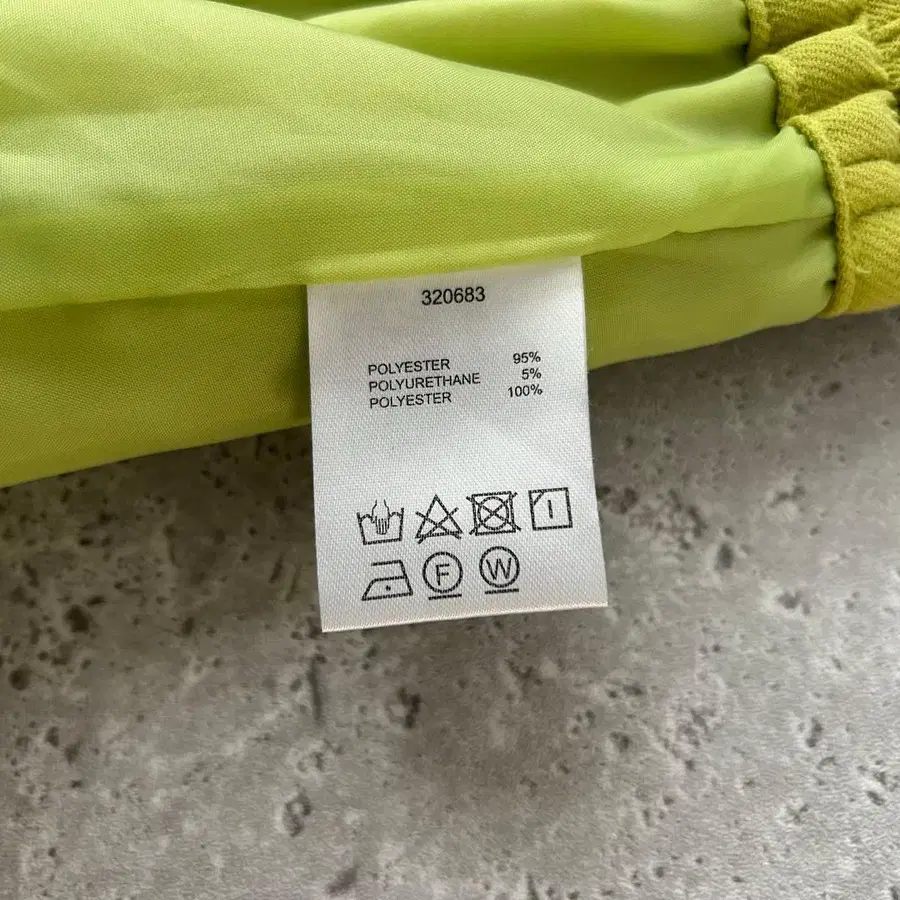 320683
POLYESTER 95%
POLYURETHANE 5%
POLYESTER 100%
F W